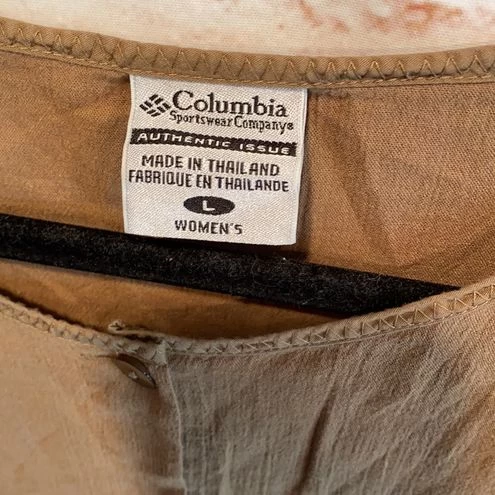 Columbia
Sportswear Company®
AUTHENTIC ISSUE
MADE IN THAILAND
FABRIQUE EN THAILANDE
L
WOMEN'S